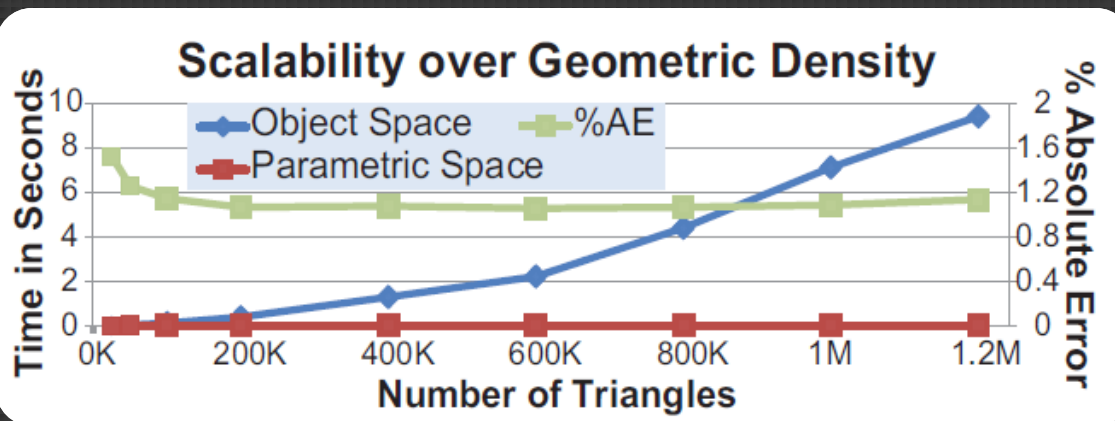 Scalability over Geometric Density
Time in Seconds
10
8
6
4
2
0
Object Space
%AE
Parametric Space
2
1.6
1.2
0.8
0.4
0
% Absolute Error
0K 200K 400K 600K 800K 1M 1.2M
Number of Triangles